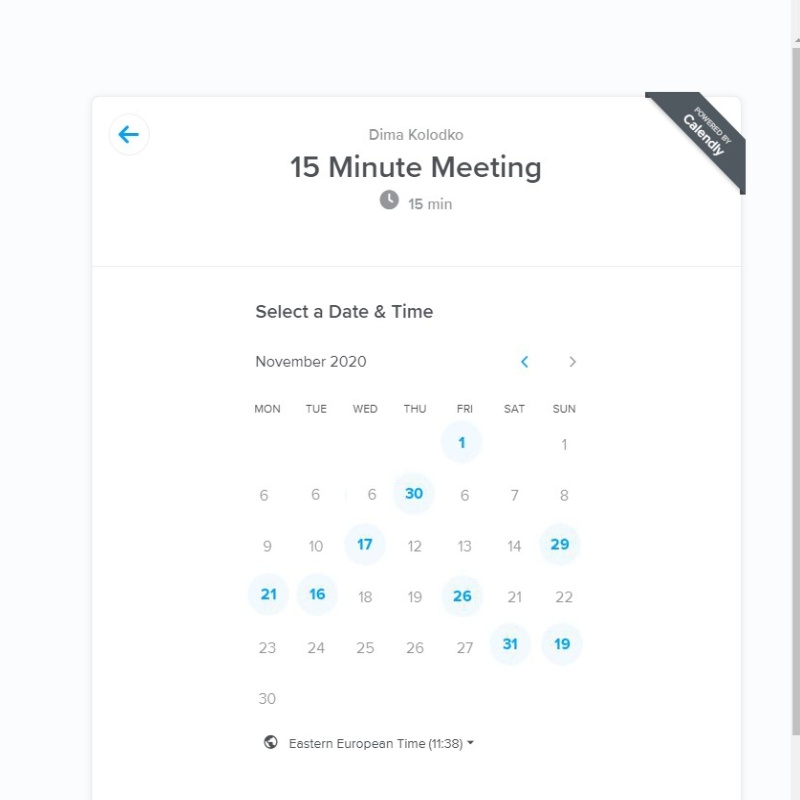 POWERED BY
Calendly
Dima Kolodko
15 Minute Meeting
15 min
Select a Date & Time
November 2020
MON TUE WED THU FRI SAT SUN
1 1
6 6 6 30 6 7 8
9 10 17 12 13 14 29
21 16 18 19 26 21 22
23 24 25 26 27 31 19
30
Eastern European Time (11:38)